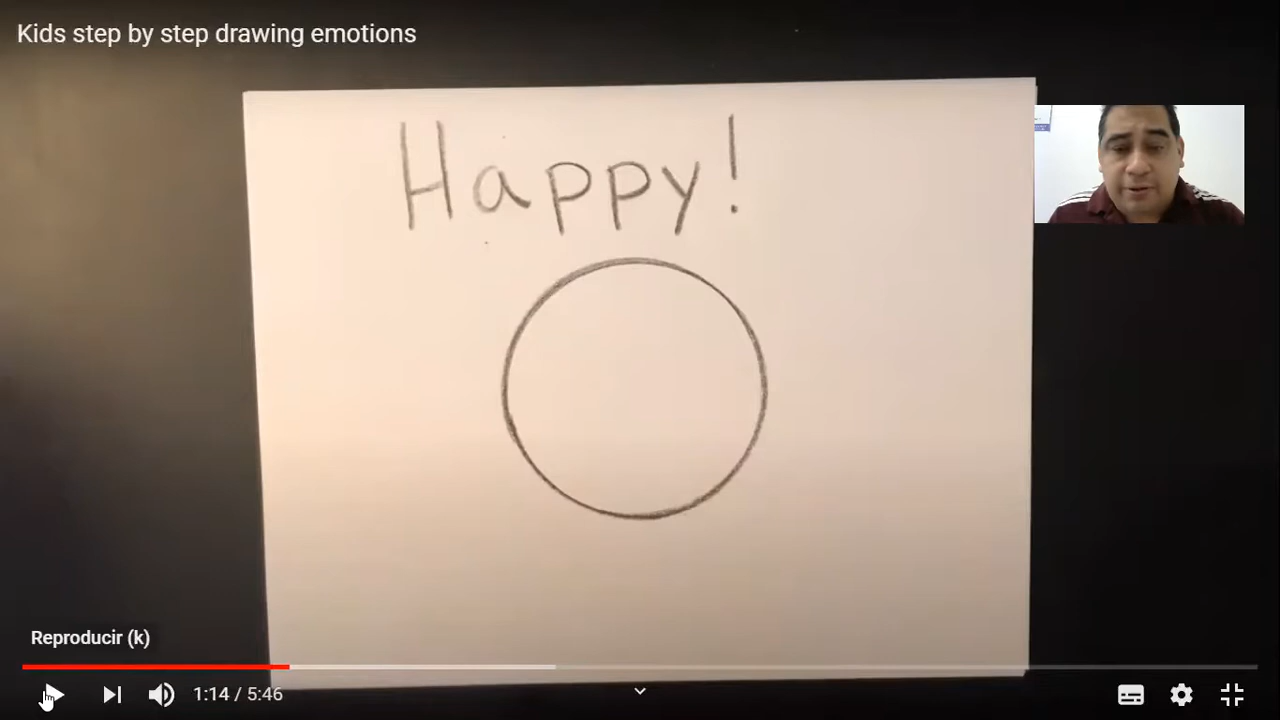 Kids step by step drawing emotions
Happy!
Reproducir (k)
1:14 / 5:46